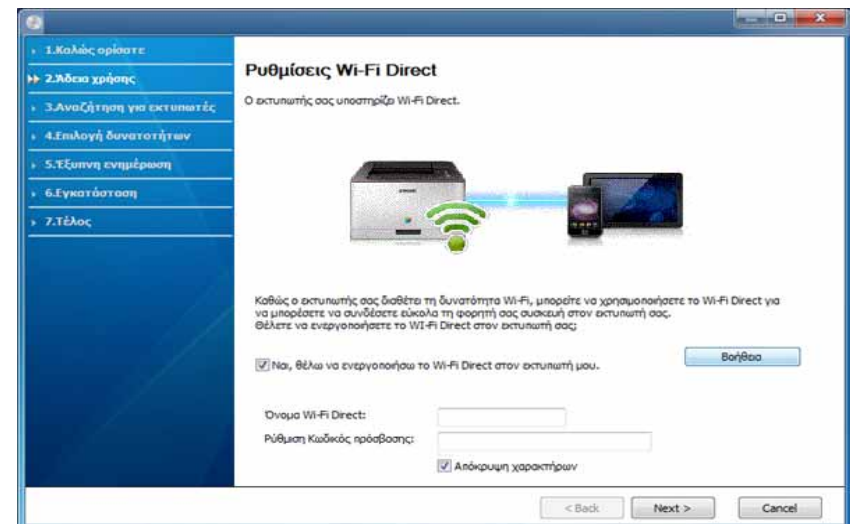 1.Καλώς ορίσατε
2.Άδεια χρήσης
3.Αναζήτηση για εκτυπωτές
4.Επιλογή δυνατοτήτων
5.Έξυπνη ενημέρωση
6.Εγκατάσταση
7.Τέλος
Ρυθμίσεις Wi-Fi Direct
Ο εκτυπωτής σας υποστηρίζει Wi-Fi Direct.
Καθώς ο εκτυπωτής σας διαθέτει τη δυνατότητα Wi-Fi, μπορείτε να χρησιμοποιήσετε το Wi-Fi Direct για
να μπορέσετε να συνδέσετε εύκολα τη φορητή σας συσκευή στον εκτυπωτή σας.
Θέλετε να ενεργοποιήσετε το WI-Fi Direct στον εκτυπωτή σας;
Ναι, θέλω να ενεργοποιήσω το Wi-Fi Direct στον εκτυπωτή μου.
Βοήθεια
Όνομα Wi-Fi Direct:
Ρύθμιση Κωδικός πρόσβασης:
Απόκρυψη χαρακτήρων
< Back
Next >
Cancel